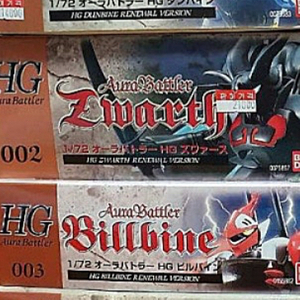 1/72 オーラバトラー HG ダンバイン
HG DUNBINE RENEWAL VERSION
HG
Aura Battler
002
Aura Battler
Zwarth
1/72 オーラバトラー HG ズワァース
HG ZWARTH RENEWAL VERSION
HG
Aura Battler
003
Aura Battler
Billbine
1/72 オーラバトラー HG ビルバイン
HG BILLBINE RENEWAL VERSION